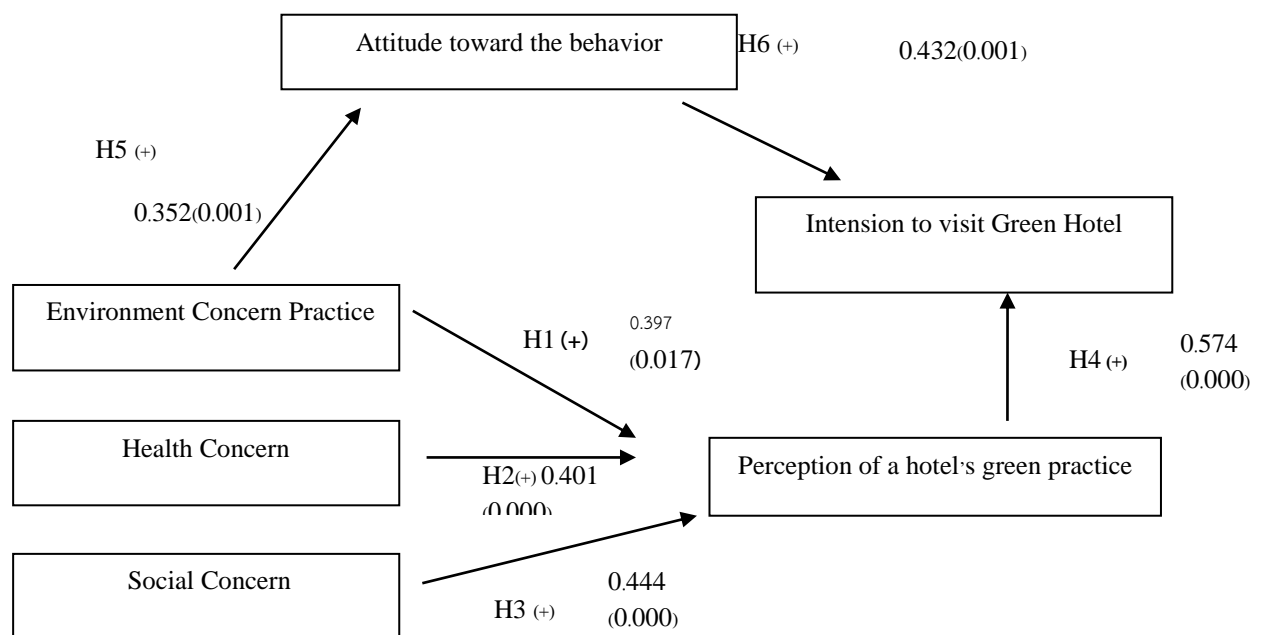 Attitude toward the behavior
H6 (+)
0.432(0.001)
H5 (+)
0.352(0.001)
Intension to visit Green Hotel
Environment Concern Practice
H1 (+)
0.397
(0.017)
H4 (+)
0.574
(0.000)
Health Concern
H2(+) 0.401
(0.000)
Perception of a hotel's green practice
Social Concern
H3 (+)
0.444
(0.000)